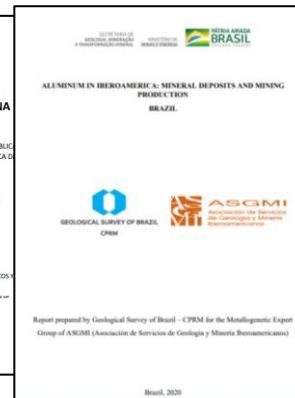 NA
SECRETARIA DE
GEOLOGIA, MINERAÇÃO
E TRANSFORMAÇÃO MINERAL
MINISTÉRIO DE
MINAS E ENERGIA
PÁTRIA AMADA
BRASIL
ALUMINUM IN IBEROAMERICA: MINERAL DEPOSITS AND MINING
PRODUCTION
BRAZIL
GEOLOGICAL SURVEY OF BRAZIL
CPRM
ASGMI
Asociación de Servicios
de Geología y Minería
Iberoamericanos
Report prepared by Geological Survey of Brazil – CPRM for the Metallogenetic Expert
Group of ASGMI (Asociación de Servicios de Geología y Minería Iberoamericanos)
Brazil, 2020